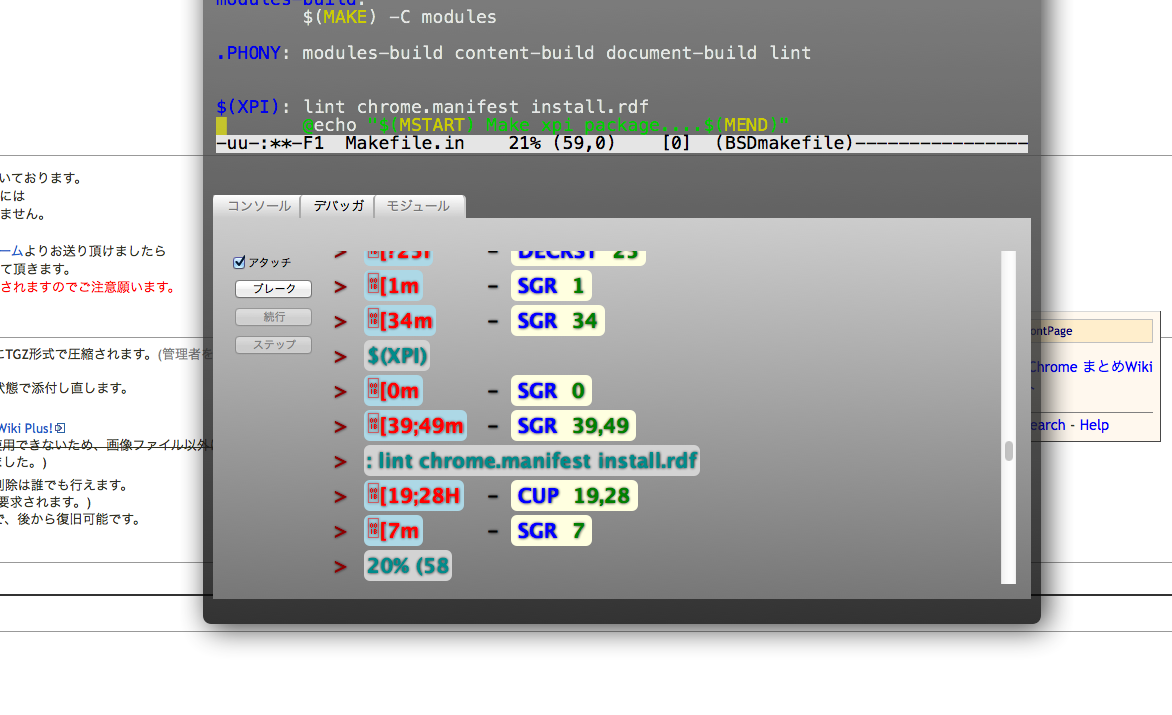 modules-build:
$(MAKE) -C modules
.PHONY: modules-build content-build document-build lint
$(XPI): lint chrome.manifest install.rdf
@echo "$(MSTART) Make xpi package....$(MEND)"
-uu-:**-F1 Makefile.in 21% (59,0) [0] (BSDmakefile)----------------
いております。
には
ません。
ームよりお送り頂けましたら
て頂きます。
されますのでご注意願います。
にTGZ形式で圧縮されます。(管理者を
状態で添付し直します。
Wiki Plus!
使用できないため、画像ファイル以外
ました。)
削除は誰でも行えます。
要求されます。)
で、後から復旧可能です。
コンソール デバッガ モジュール
アタッチ
ブレーク
続行
ステップ
> [?25l - DECRST 25
> [1m - SGR 1
> [34m - SGR 34
> $(XPI)
> [0m - SGR 0
> [39;49m - SGR 39,49
> : lint chrome.manifest install.rdf
> [19;28H - CUP 19,28
> [7m - SGR 7
> 20% (58
ontPage
Chrome まとめWiki
earch - Help